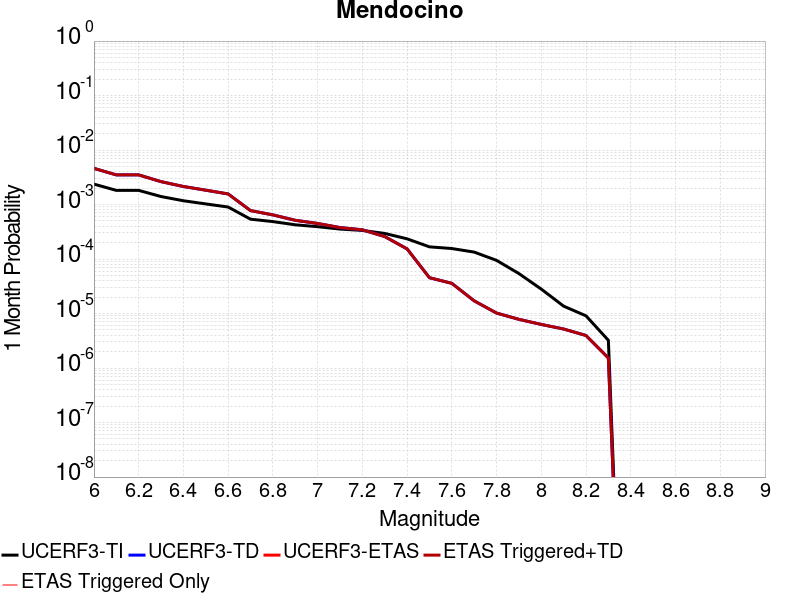 Mendocino
10^0
10^-1
10^-2
10^-3
10^-4
10^-5
10^-6
10^-7
10^-8
1 Month Probability
6 6.2 6.4 6.6 6.8 7 7.2 7.4 7.6 7.8 8 8.2 8.4 8.6 8.8 9
Magnitude
UCERF3-TI UCERF3-TD UCERF3-ETAS ETAS Triggered+TD
ETAS Triggered Only